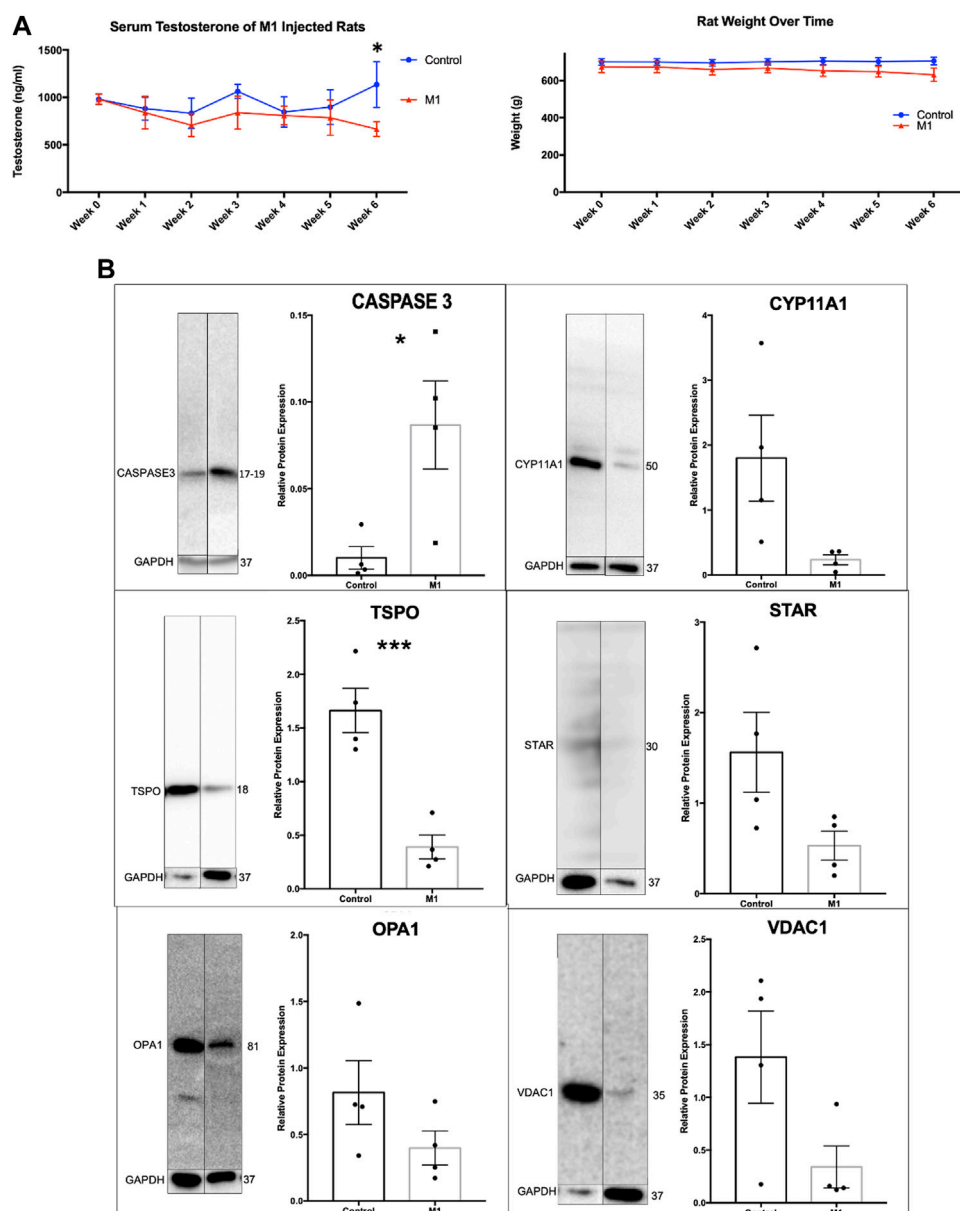 A
Serum Testosterone of M1 Injected Rats
Testosterone (ng/ml)
1500
1000
500
0
*
Control
M1
Week 0
Week 1
Week 2
Week 3
Week 4
Week 5
Week 6
Rat Weight Over Time
Weight (g)
600
400
200
0
Control
M1
Week 0
Week 1
Week 2
Week 3
Week 4
Week 5
Week 6
B
CASPASE 3
CASPASE3
17-19
GAPDH
37
Relative Protein Expression
0.15
0.10
0.05
0.00
*
Control
M1
CYP11A1
CYP11A1
50
GAPDH
37
Relative Protein Expression
4
3
2
1
0
Control
M1
TSPO
TSPO
18
GAPDH
37
Relative Protein Expression
2.5
2.0
1.5
1.0
0.5
0.0
***
Control
M1
STAR
STAR
30
GAPDH
37
Relative Protein Expression
3
2
1
0
Control
M1
OPA1
OPA1
81
GAPDH
37
Relative Protein Expression
2.0
1.5
1.0
0.5
0.0
Control
M1
VDAC1
VDAC1
35
GAPDH
37
Relative Protein Expression
2.5
2.0
1.5
1.0
0.5
0.0
Control
M1